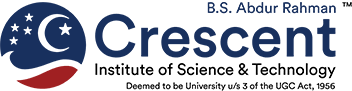 B.S. Abdur Rahman ™
Crescent
Institute of Science & Technology
Deemed to be University u/s 3 of the UGC Act, 1956